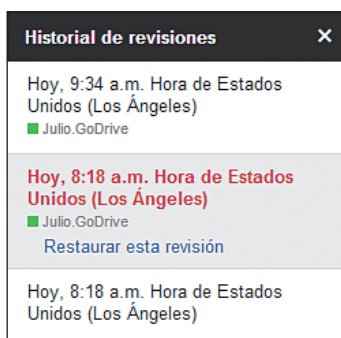 Historial de revisiones
Hoy, 9:34 a.m. Hora de Estados
Unidos (Los Ángeles)
Julio.GoDrive
Hoy, 8:18 a.m. Hora de Estados
Unidos (Los Ángeles)
Julio.GoDrive
Restaurar esta revisión
Hoy, 8:18 a.m. Hora de Estados
Unidos (Los Ángeles)